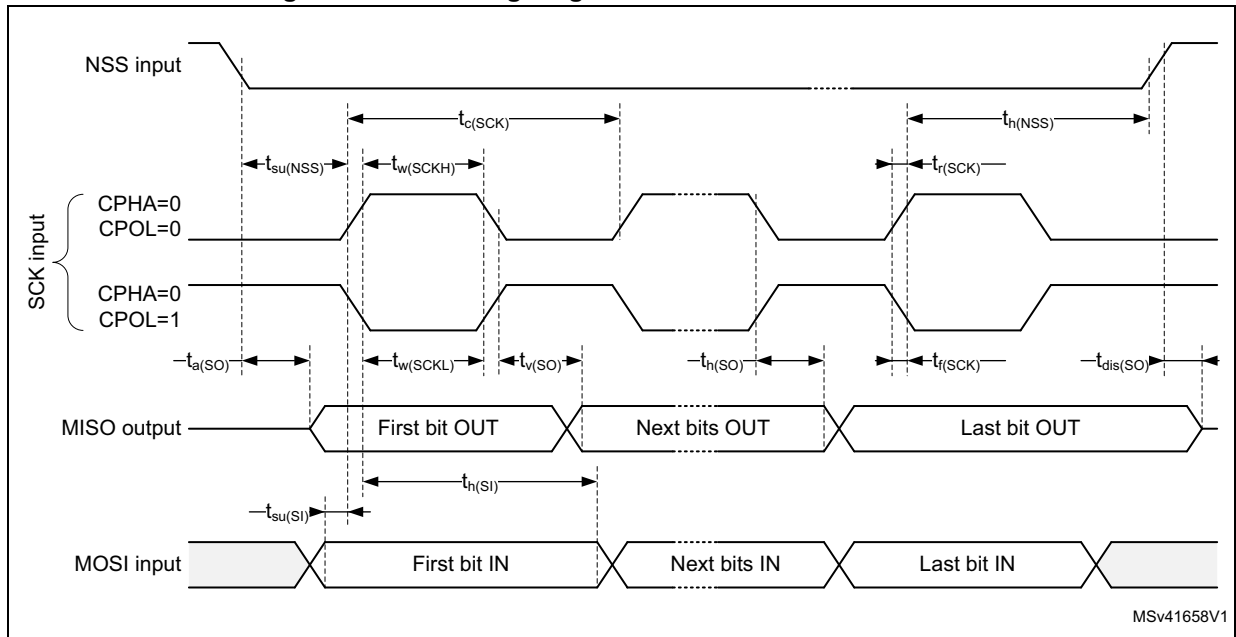 NSS input
tc(SCK)
th(NSS)
tsu(NSS)
tw(SCKH)
tr(SCK)
SCK input
CPHA=0
CPOL=0
CPHA=0
CPOL=1
ta(SO)
tw(SCKL)
tv(SO)
th(SO)
tf(SCK)
tdis(SO)
MISO output
First bit OUT
Next bits OUT
Last bit OUT
th(SI)
tsu(SI)
MOSI input
First bit IN
Next bits IN
Last bit IN
MSv41658V1